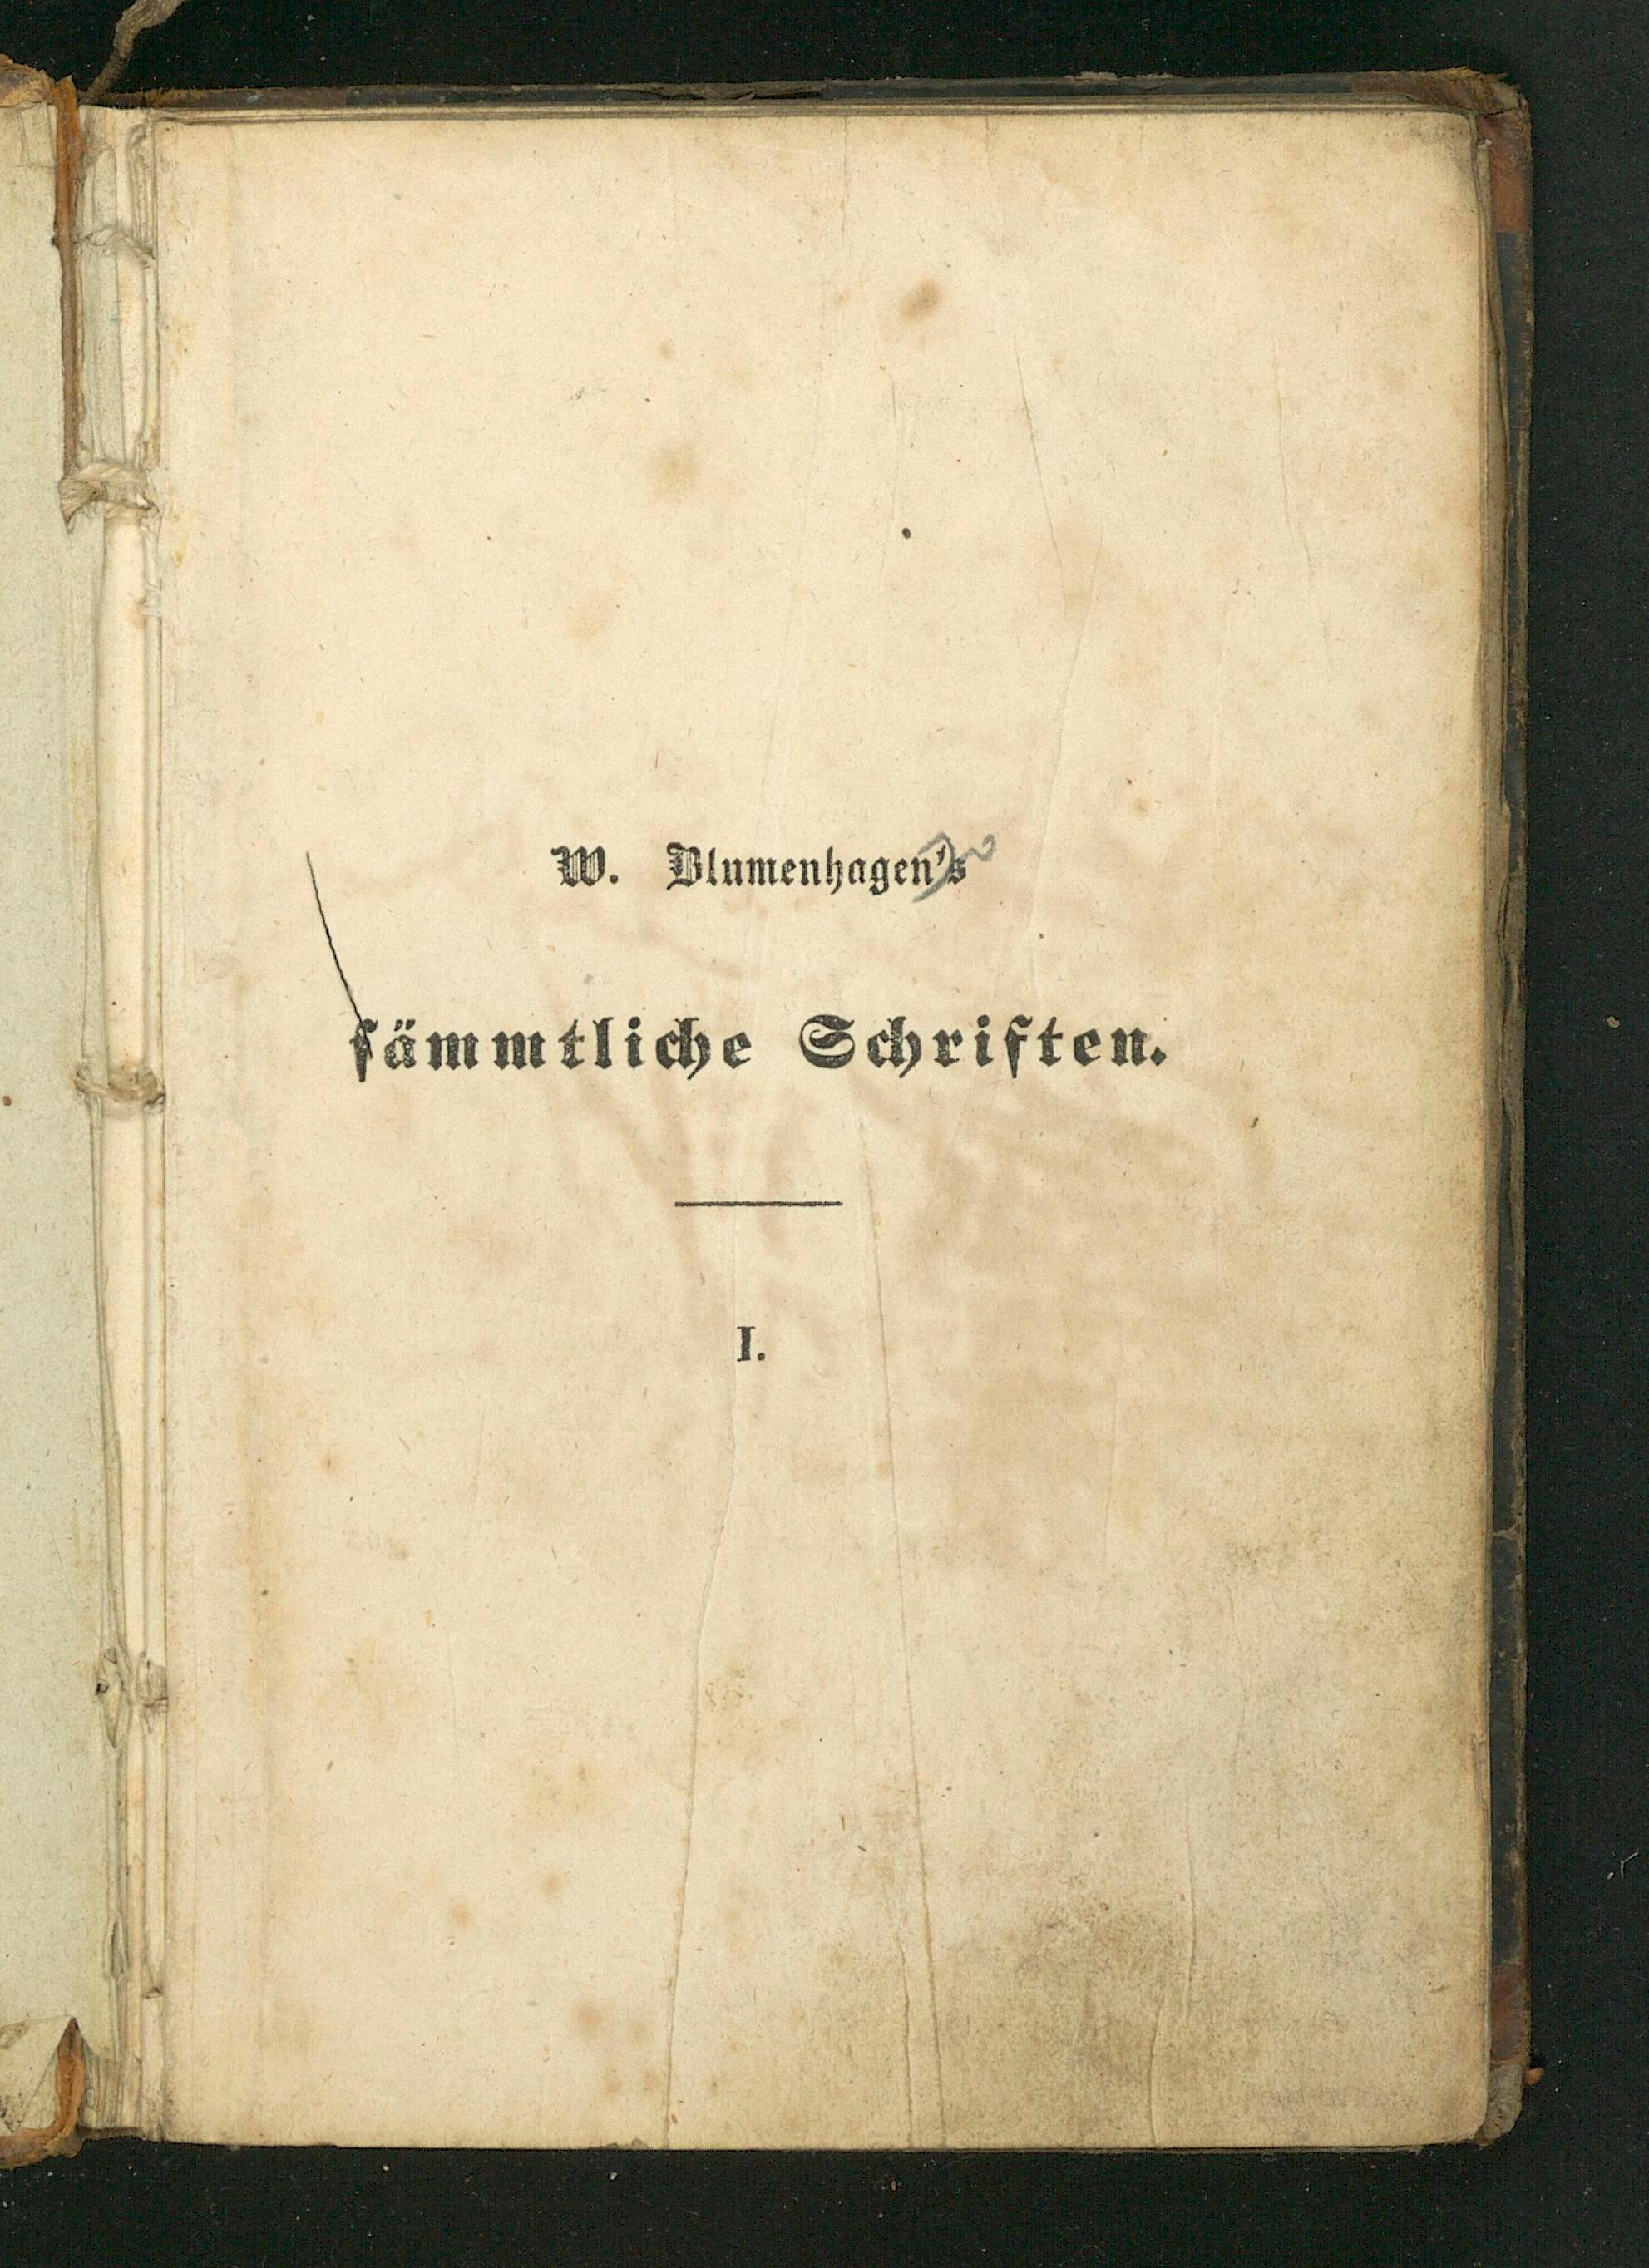 W. Blumenhagen's
sämmtliche Schriften.
I.